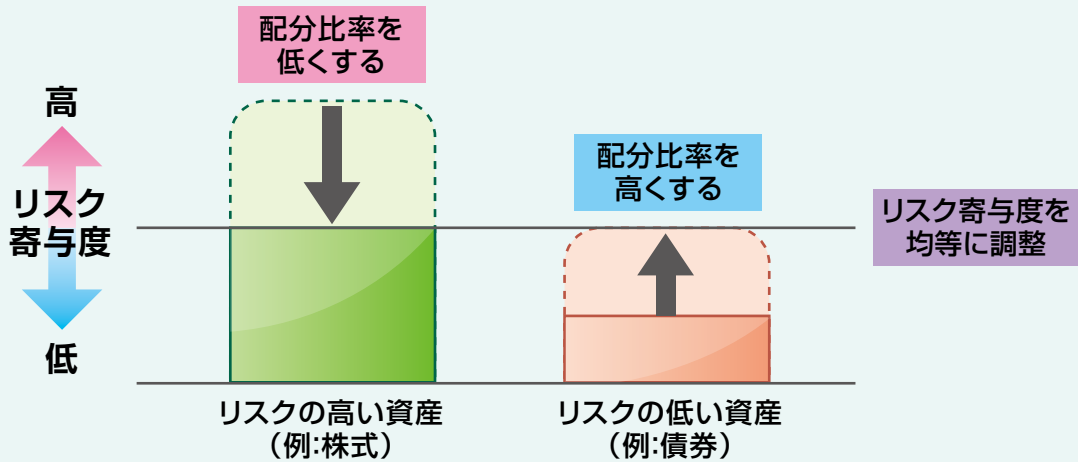 配分比率を
低くする
高
リスク
寄与度
低
配分比率を
高くする
リスク寄与度を
均等に調整
リスクの高い資産
（例：株式）
リスクの低い資産
（例：債券）